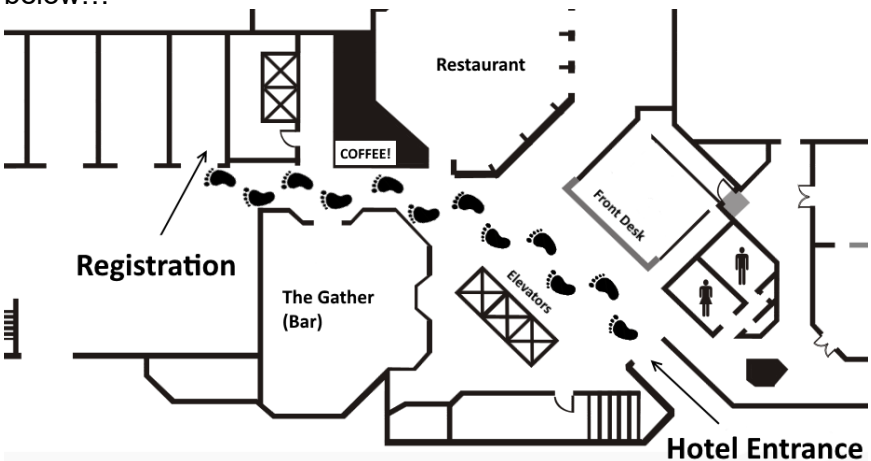 below...
Restaurant
COFFEE!
Front Desk
Registration
Elevators
The Gather
(Bar)
Hotel Entrance